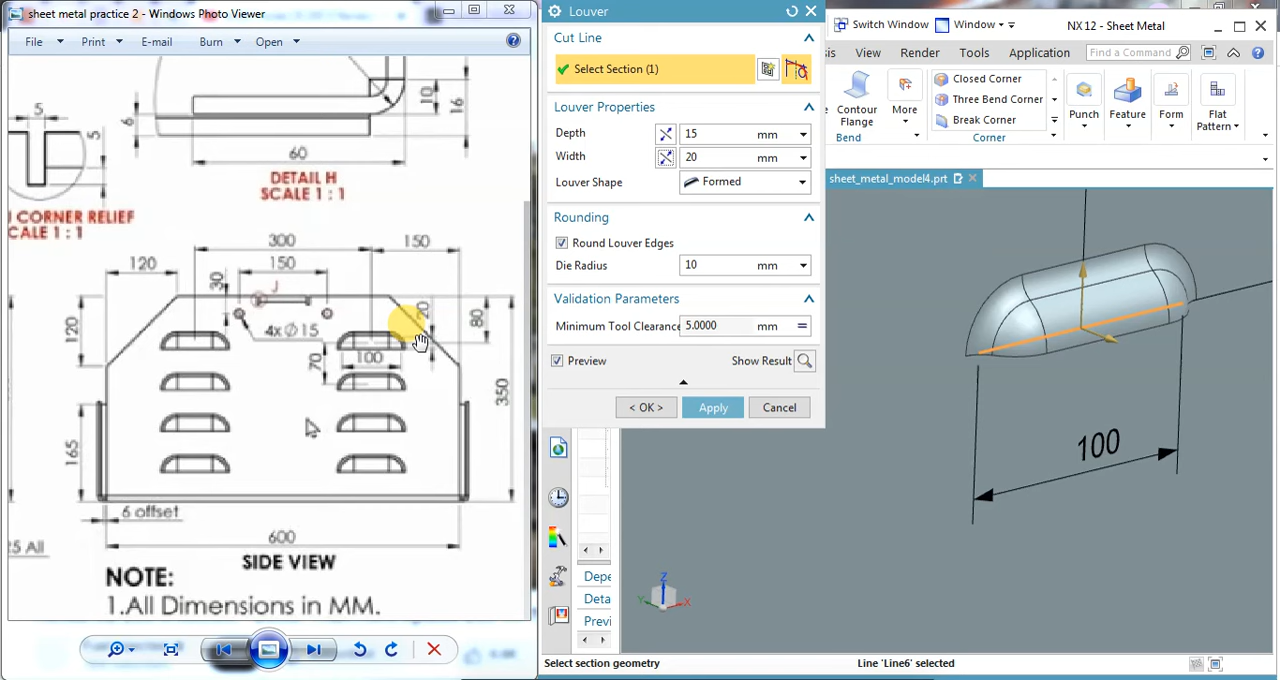 sheet metal practice 2 - Windows Photo Viewer
File Print E-mail Burn Open
5
5
6
10
16
60
DETAIL H
SCALE 1 : 1
CORNER RELIEF
CALE 1 : 1
300
150
120
150
30
J
20
80
120
4x Ø 15
70
100
350
165
6 offset
25 All
600
SIDE VIEW
NOTE:
1.All Dimensions in MM.
Louver
Cut Line
Select Section (1)
Louver Properties
Depth 15 mm
Width 20 mm
Louver Shape Formed
Rounding
Round Louver Edges
Die Radius 10 mm
Validation Parameters
Minimum Tool Clearance 5.0000 mm =
Preview Show Result
< OK > Apply Cancel
Depe
Deta
Previ
Select section geometry
Line 'Line6' selected
Switch Window Window NX 12 - Sheet Metal
sis View Render Tools Application Find a Command
Contour Flange
More
Bend
Closed Corner
Three Bend Corner
Break Corner
Corner
Punch
Feature
Form
Flat Pattern
sheet_metal_model4.prt
100
Z
Y
X